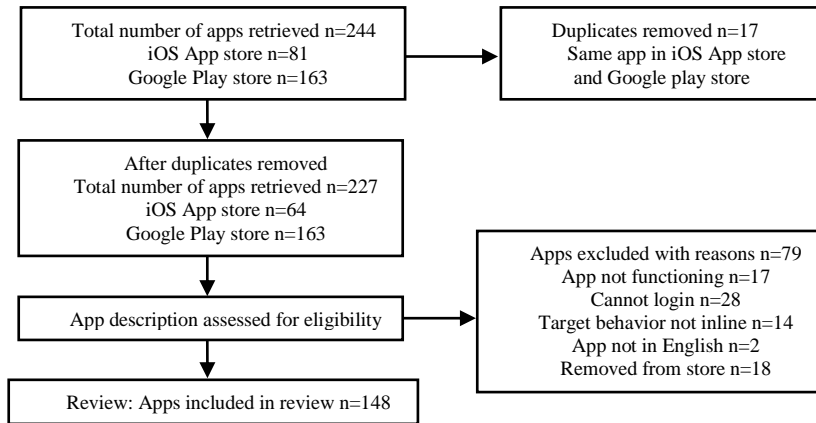 Total number of apps retrieved n=244
iOS App store n=81
Google Play store n=163
Duplicates removed n=17
Same app in iOS App store
and Google play store
After duplicates removed
Total number of apps retrieved n=227
iOS App store n=64
Google Play store n=163
Apps excluded with reasons n=79
App not functioning n=17
Cannot login n=28
Target behavior not inline n=14
App not in English n=2
Removed from store n=18
App description assessed for eligibility
Review: Apps included in review n=148